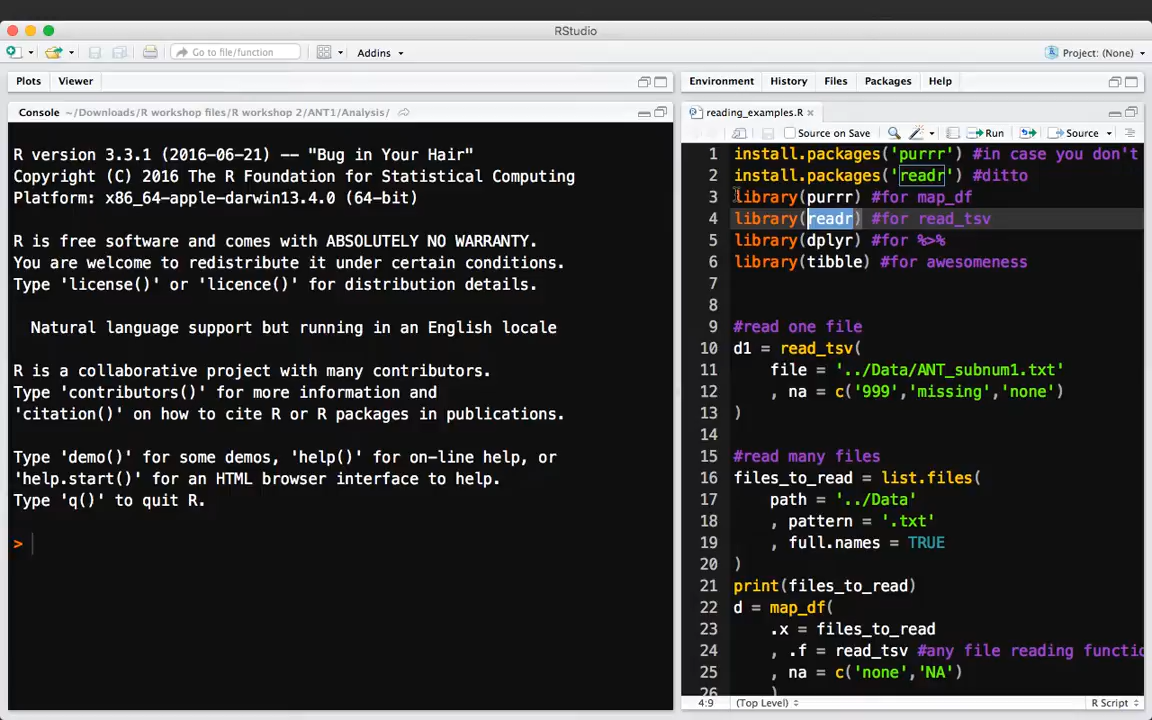 RStudio
Go to file/function
Addins
Project: (None)
Plots Viewer
Environment History Files Packages Help
Console ~/Downloads/R workshop files/R workshop 2/ANT1/Analysis/
R version 3.3.1 (2016-06-21) -- "Bug in Your Hair"
Copyright (C) 2016 The R Foundation for Statistical Computing
Platform: x86_64-apple-darwin13.4.0 (64-bit)
R is free software and comes with ABSOLUTELY NO WARRANTY.
You are welcome to redistribute it under certain conditions.
Type 'license()' or 'licence()' for distribution details.
Natural language support but running in an English locale
R is a collaborative project with many contributors.
Type 'contributors()' for more information and
'citation()' on how to cite R or R packages in publications.
Type 'demo()' for some demos, 'help()' for on-line help, or
'help.start()' for an HTML browser interface to help.
Type 'q()' to quit R.
>
reading_examples.R
Source on Save Run Source
1 install.packages('purrr') #in case you don't
2 install.packages('readr') #ditto
3 library(purrr) #for map_df
4 library(readr) #for read_tsv
5 library(dplyr) #for %>%
6 library(tibble) #for awesomeness
7
8
9 #read one file
10 d1 = read_tsv(
11 file = '../Data/ANT_subnum1.txt'
12 , na = c('999','missing','none')
13 )
14
15 #read many files
16 files_to_read = list.files(
17 path = '../Data'
18 , pattern = '.txt'
19 , full.names = TRUE
20 )
21 print(files_to_read)
22 d = map_df(
23 .x = files_to_read
24 , .f = read_tsv #any file reading functio
25 , na = c('none','NA')
26 )
4:9 (Top Level) R Script